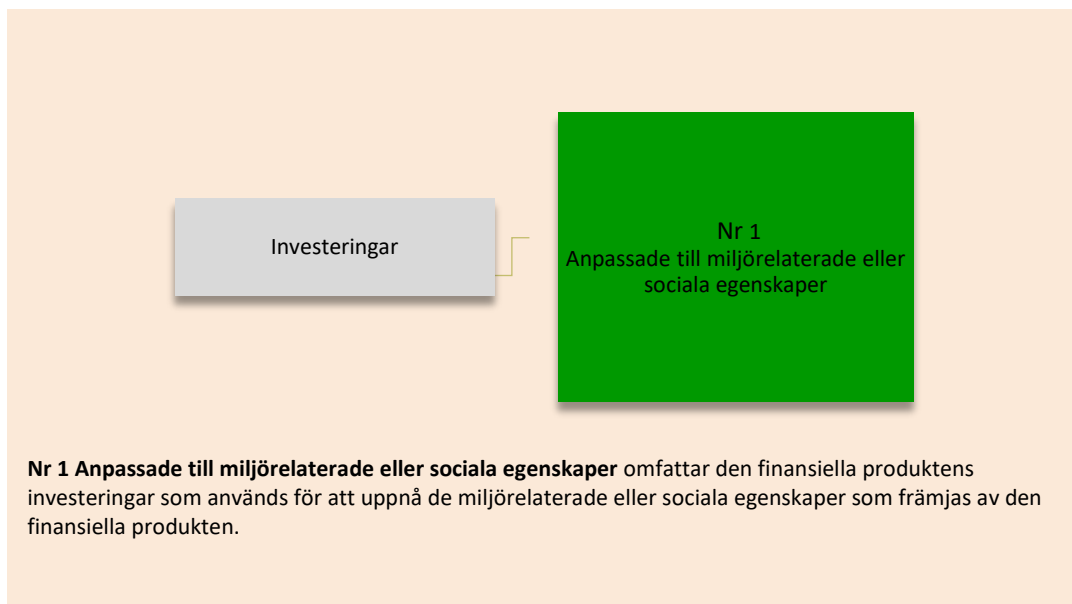 Investeringar
Nr 1
Anpassade till miljörelaterade eller
sociala egenskaper
Nr 1 Anpassade till miljörelaterade eller sociala egenskaper omfattar den finansiella produktens
investeringar som används för att uppnå de miljörelaterade eller sociala egenskaper som främjas av den
finansiella produkten.